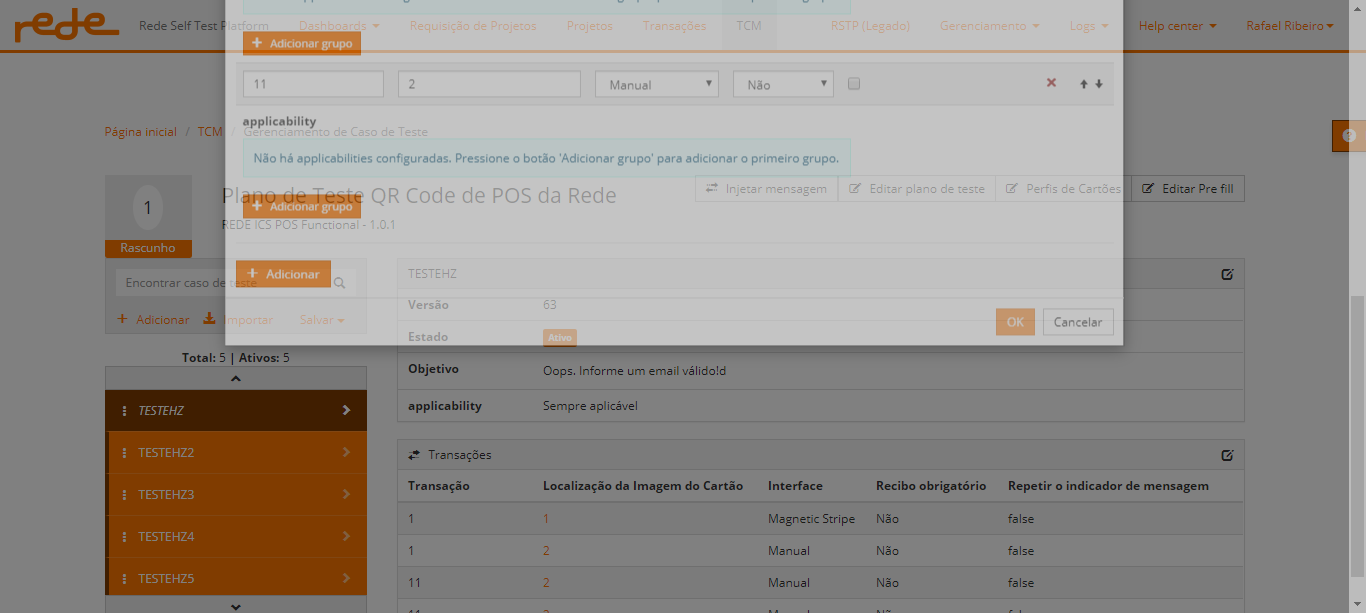 rede
Rede Self Test Platform
Dashboards
Requisição de Projetos
Projetos
Transações
TCM
RSTP (Legado)
Gerenciamento
Logs
Help center
Rafael Ribeiro
+ Adicionar grupo
11
2
Manual
Não
applicability
Página inicial / TCM / Gerenciamento de Caso de Teste
Não há applicabilities configuradas. Pressione o botão 'Adicionar grupo' para adicionar o primeiro grupo.
1
Rascunho
Plano de Teste QR Code de POS da Rede
+ Adicionar grupo
REDE ICS POS Functional - 1.0.1
Injetar mensagem
Editar plano de teste
Perfis de Cartões
Editar Pre fill
+ Adicionar
Encontrar caso de teste
+ Adicionar
Importar
Salvar
OK
Cancelar
Total: 5 | Ativos: 5
TESTEHZ
TESTEHZ2
TESTEHZ3
TESTEHZ4
TESTEHZ5
TESTEHZ
Versão 63
Estado Ativo
Objetivo Oops. Informe um email válido!d
applicability Sempre aplicável
Transações
Transação Localização da Imagem do Cartão Interface Recibo obrigatório Repetir o indicador de mensagem
1 1 Magnetic Stripe Não false
1 2 Manual Não false
11 2 Manual Não false